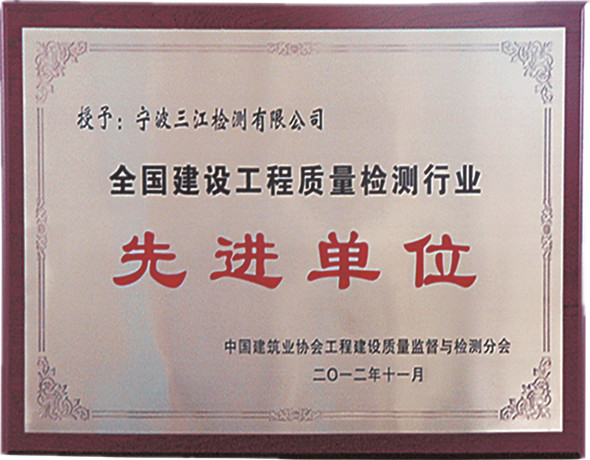 授予：宁波三江检测有限公司
全国建设工程质量检测行业
先进单位
中国建筑业协会工程建设质量监督与检测分会
二〇一二年十一月